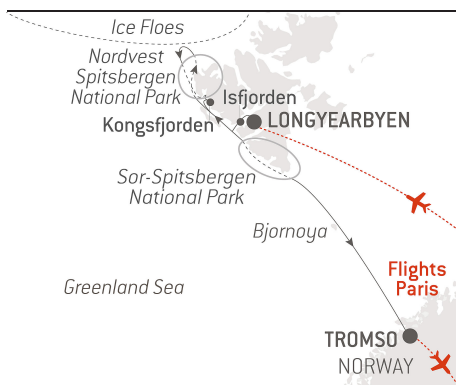 Ice Floes
Nordvest
Spitsbergen
National Park
Isfjorden
Kongsfjorden
LONGYEARBYEN
Sor-Spitsbergen
National Park
Bjornoya
Flights
Paris
Greenland Sea
TROMSO
NORWAY